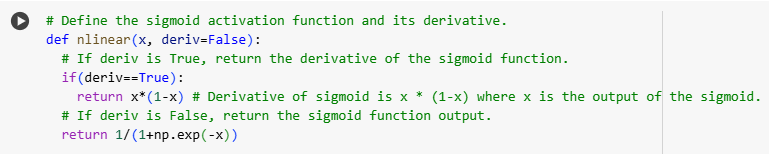 # Define the sigmoid activation function and its derivative.
def nlinear(x, deriv=False):
  # If deriv is True, return the derivative of the sigmoid function.
  if(deriv==True):
    return x*(1-x) # Derivative of sigmoid is x * (1-x) where x is the output of the sigmoid.
  # If deriv is False, return the sigmoid function output.
  return 1/(1+np.exp(-x))